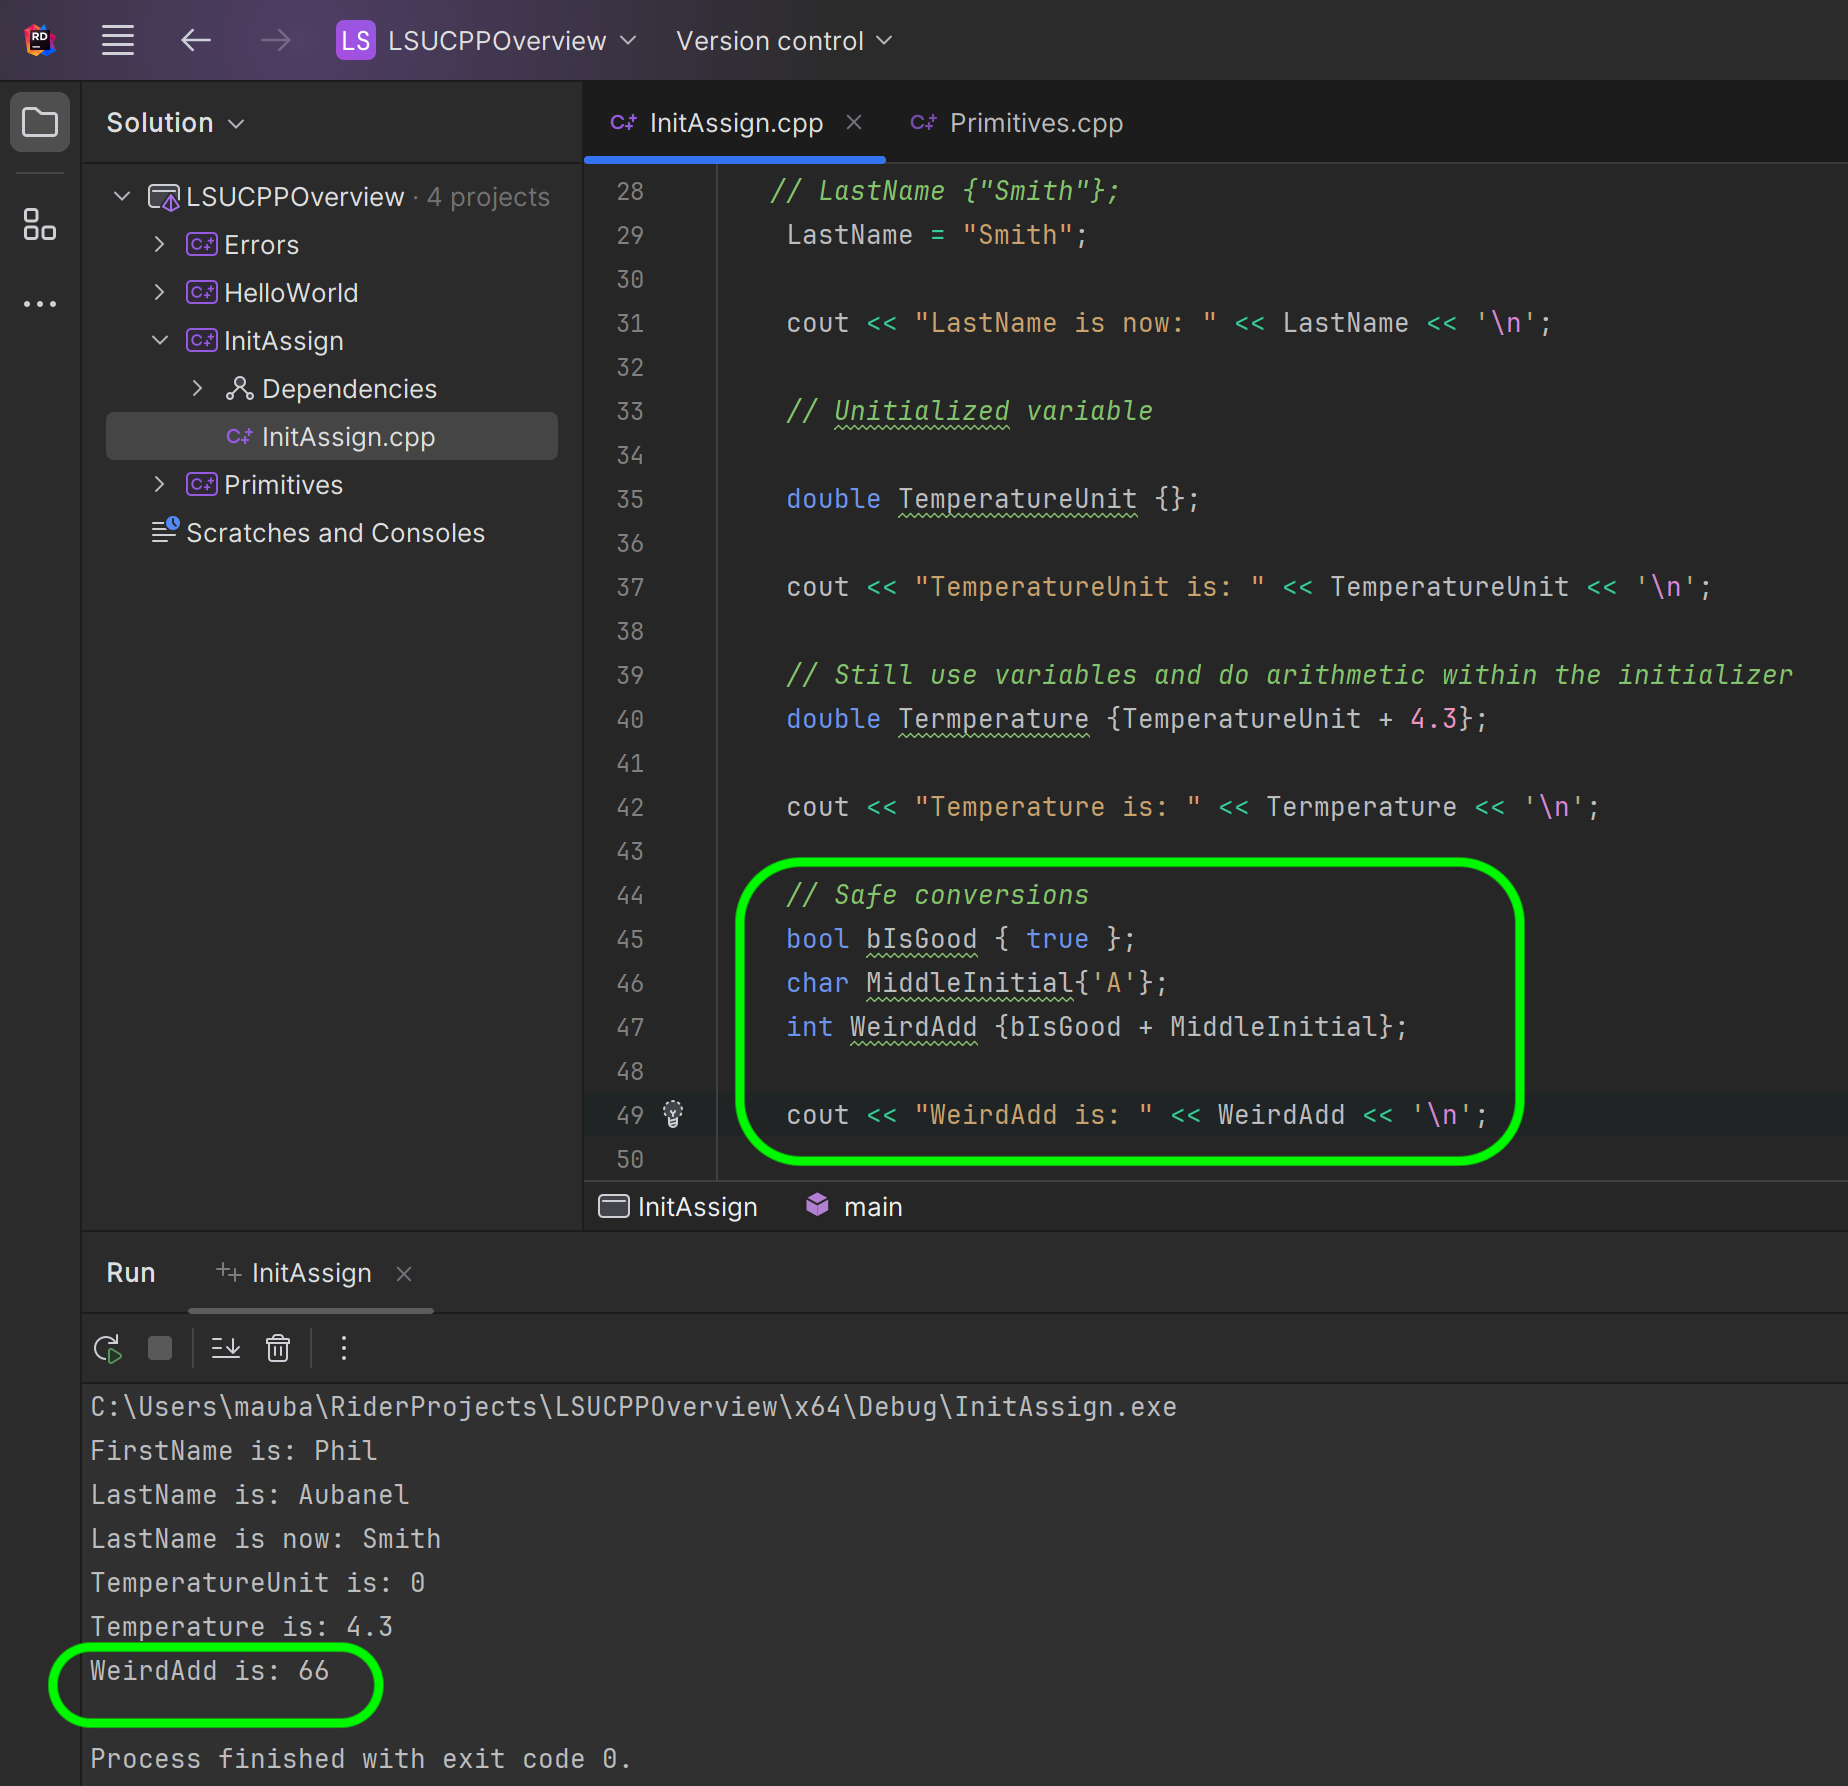 RD
LS LSUCPPOverview Version control
Solution
LSUCPPOverview · 4 projects
C++ Errors
C++ HelloWorld
C++ InitAssign
Dependencies
C++ InitAssign.cpp
C++ Primitives
Scratches and Consoles
C++ InitAssign.cpp C++ Primitives.cpp
28 // LastName {"Smith"};
29 LastName = "Smith";
30
31 cout << "LastName is now: " << LastName << '\n';
32
33 // Unitialized variable
34
35 double TemperatureUnit {};
36
37 cout << "TemperatureUnit is: " << TemperatureUnit << '\n';
38
39 // Still use variables and do arithmetic within the initializer
40 double Termperature {TemperatureUnit + 4.3};
41
42 cout << "Temperature is: " << Termperature << '\n';
43
44 // Safe conversions
45 bool bIsGood { true };
46 char MiddleInitial{'A'};
47 int WeirdAdd {bIsGood + MiddleInitial};
48
49 cout << "WeirdAdd is: " << WeirdAdd << '\n';
50
InitAssign main
Run InitAssign
C:\Users\mauba\RiderProjects\LSUCPPOverview\x64\Debug\InitAssign.exe
FirstName is: Phil
LastName is: Aubanel
LastName is now: Smith
TemperatureUnit is: 0
Temperature is: 4.3
WeirdAdd is: 66
Process finished with exit code 0.